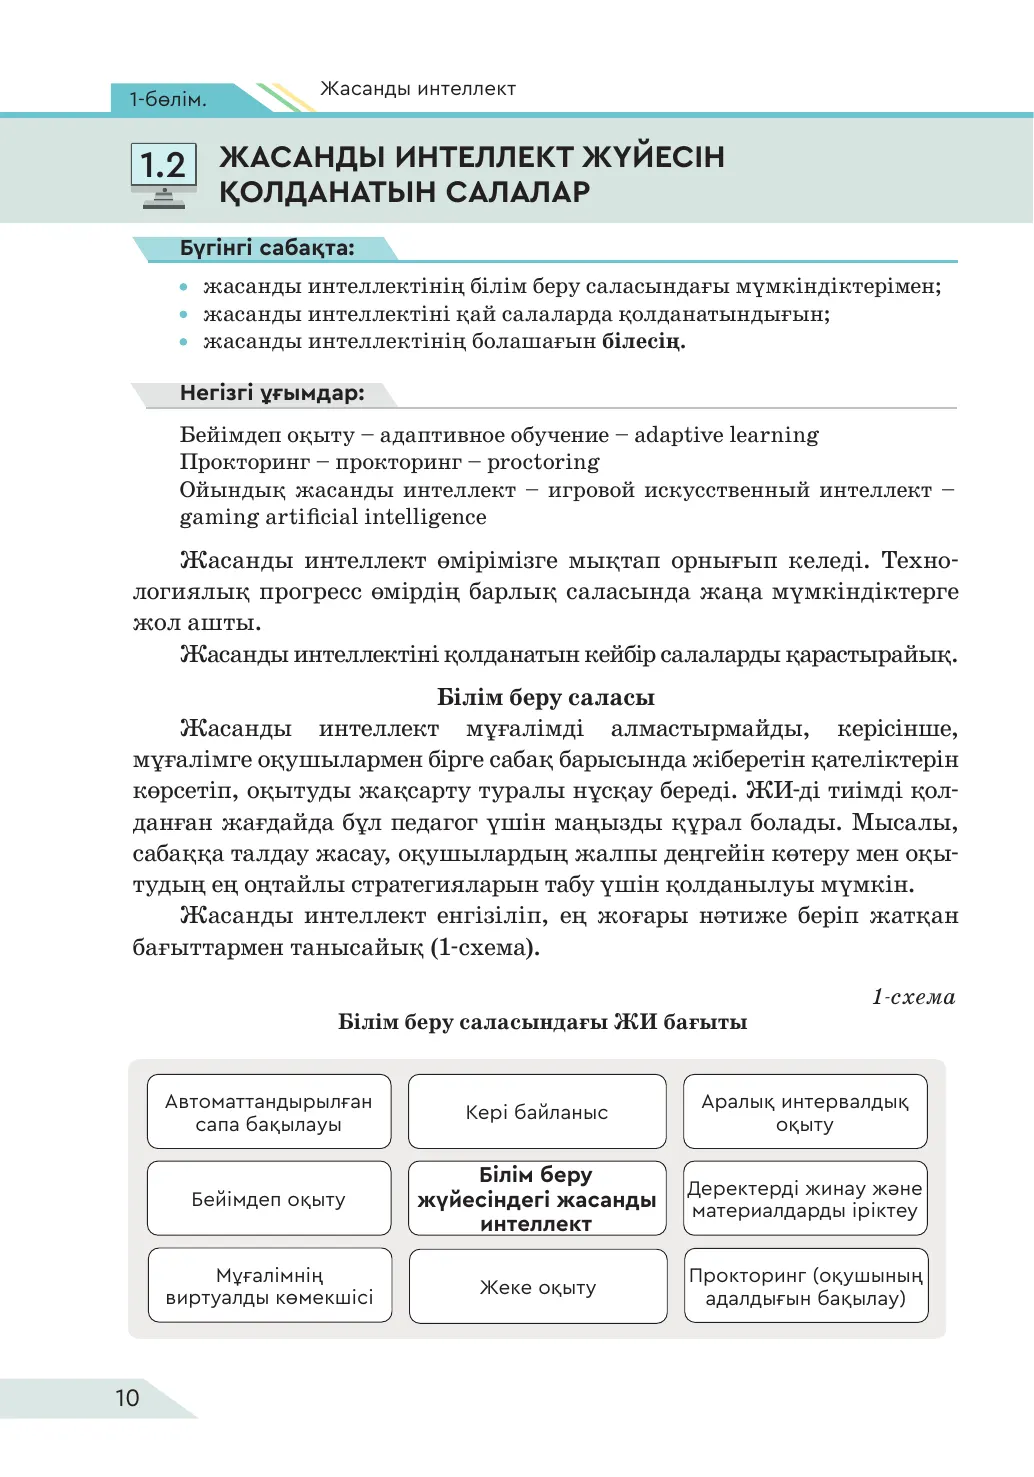 1-бөлім.
Жасанды интеллект
1.2
ЖАСАНДЫ ИНТЕЛЛЕКТ ЖҮЙЕСІН
ҚОЛДАНАТЫН САЛАЛАР
Бүгінгі сабақта:
• жасанды интеллектінің білім беру саласындағы мүмкіндіктерімен;
• жасанды интеллектіні қай салаларда қолданатындығын;
• жасанды интеллектінің болашағын білесің.
Негізгі ұғымдар:
Бейімдеп оқыту – адаптивное обучение – adaptive learning
Прокторинг – прокторинг – proctoring
Ойындық жасанды интеллект – игровой искусственный интеллект –
gaming artificial intelligence
Жасанды интеллект өмірімізге мықтап орнығып келеді. Техно-
логиялық прогресс өмірдің барлық саласында жаңа мүмкіндіктерге
жол ашты.
Жасанды интеллектіні қолданатын кейбір салаларды қарастырайық.
Білім беру саласы
Жасанды интеллект мұғалімді алмастырмайды, керісінше,
мұғалімге оқушылармен бірге сабақ барысында жіберетін қателіктерін
көрсетіп, оқытуды жақсарту туралы нұсқау береді. ЖИ-ді тиімді қол-
данған жағдайда бұл педагог үшін маңызды құрал болады. Мысалы,
сабаққа талдау жасау, оқушылардың жалпы деңгейін көтеру мен оқы-
тудың ең оңтайлы стратегияларын табу үшін қолданылуы мүмкін.
Жасанды интеллект енгізіліп, ең жоғары нәтиже беріп жатқан
бағыттармен танысайық (1-схема).
1-схема
Білім беру саласындағы ЖИ бағыты
Автоматтандырылған
сапа бақылауы
Кері байланыс
Аралық интервалдық
оқыту
Бейімдеп оқыту
Білім беру
жүйесіндегі жасанды
интеллект
Деректерді жинау және
материалдарды іріктеу
Мұғалімнің
виртуалды көмекшісі
Жеке оқыту
Прокторинг (оқушының
адалдығын бақылау)
10